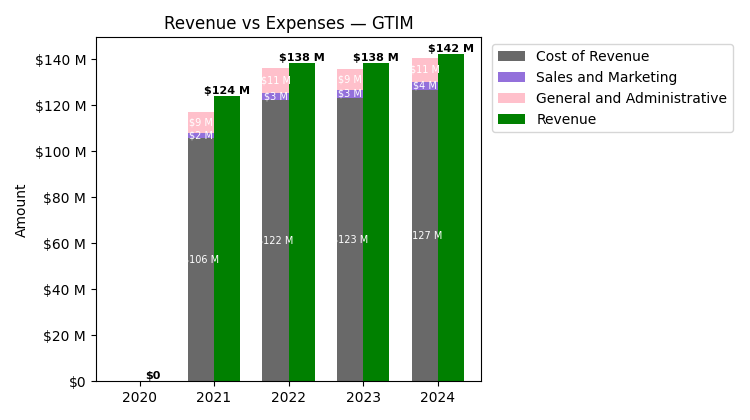 Revenue vs Expenses — GTIM
Amount
$140 M
$120 M
$100 M
$80 M
$60 M
$40 M
$20 M
$0
2020
2021
2022
2023
2024
$0
$124 M
$138 M
$138 M
$142 M
$9 M
$2 M
106 M
$11 M
$3 M
122 M
$9 M
$3 M
123 M
$11 M
$4 M
127 M
Cost of Revenue
Sales and Marketing
General and Administrative
Revenue